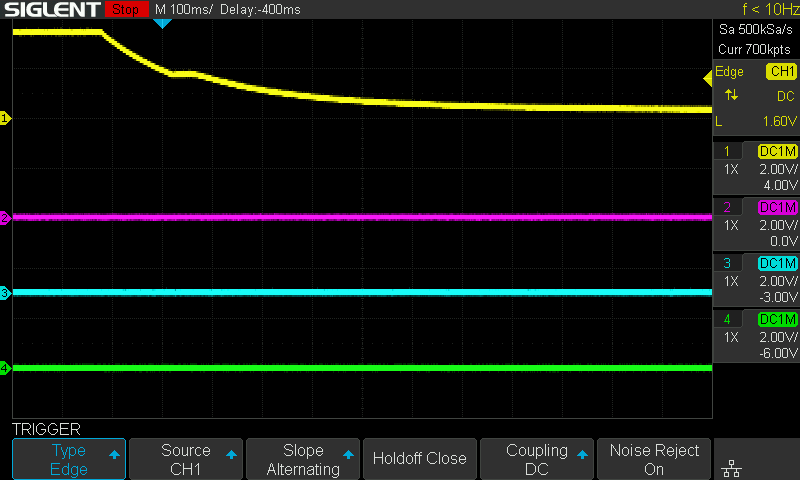 SIGLENT Stop M 100ms/ Delay:-400ms f < 10Hz
Sa 500kSa/s
Curr 700kpts
Edge CH1
DC
L 1.60V
1 DC1M
1X 2.00V/
4.00V
2 DC1M
1X 2.00V/
0.0V
3 DC1M
1X 2.00V/
-3.00V
4 DC1M
1X 2.00V/
-6.00V
1
2
3
4
TRIGGER
Type
Edge
Source
CH1
Slope
Alternating
Holdoff Close
Coupling
DC
Noise Reject
On